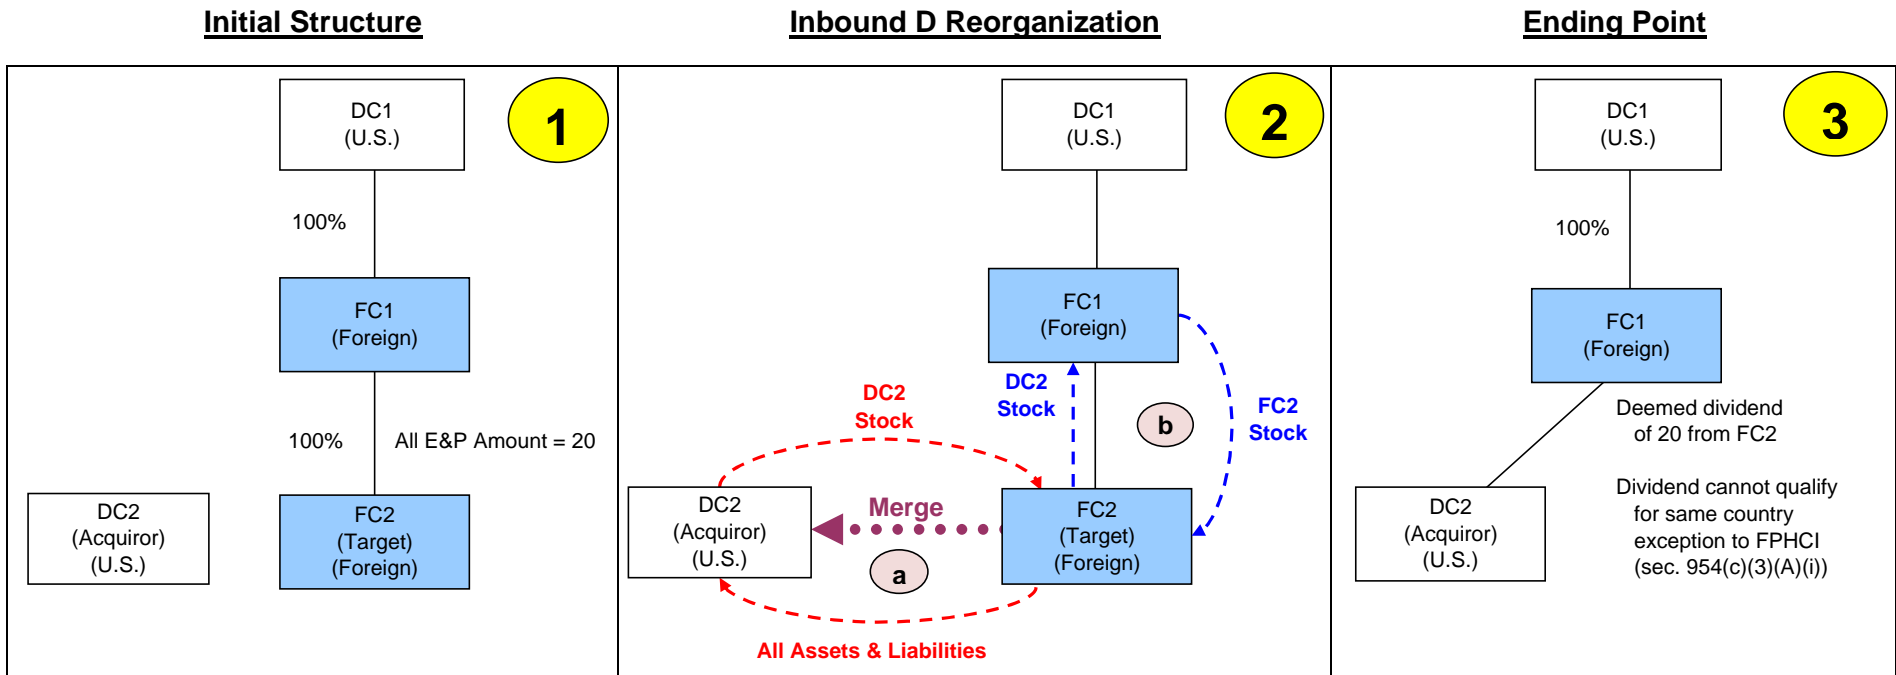 Initial Structure
Inbound D Reorganization
Ending Point
DC1
(U.S.)
1
100%
FC1
(Foreign)
100%
All E&P Amount = 20
DC2
(Acquiror)
(U.S.)
FC2
(Target)
(Foreign)
DC1
(U.S.)
2
FC1
(Foreign)
DC2
Stock
DC2
Stock
b
FC2
Stock
DC2
(Acquiror)
(U.S.)
Merge
a
FC2
(Target)
(Foreign)
All Assets & Liabilities
DC1
(U.S.)
3
100%
FC1
(Foreign)
Deemed dividend
of 20 from FC2
DC2
(Acquiror)
(U.S.)
Dividend cannot qualify
for same country
exception to FPHCI
(sec. 954(c)(3)(A)(i))